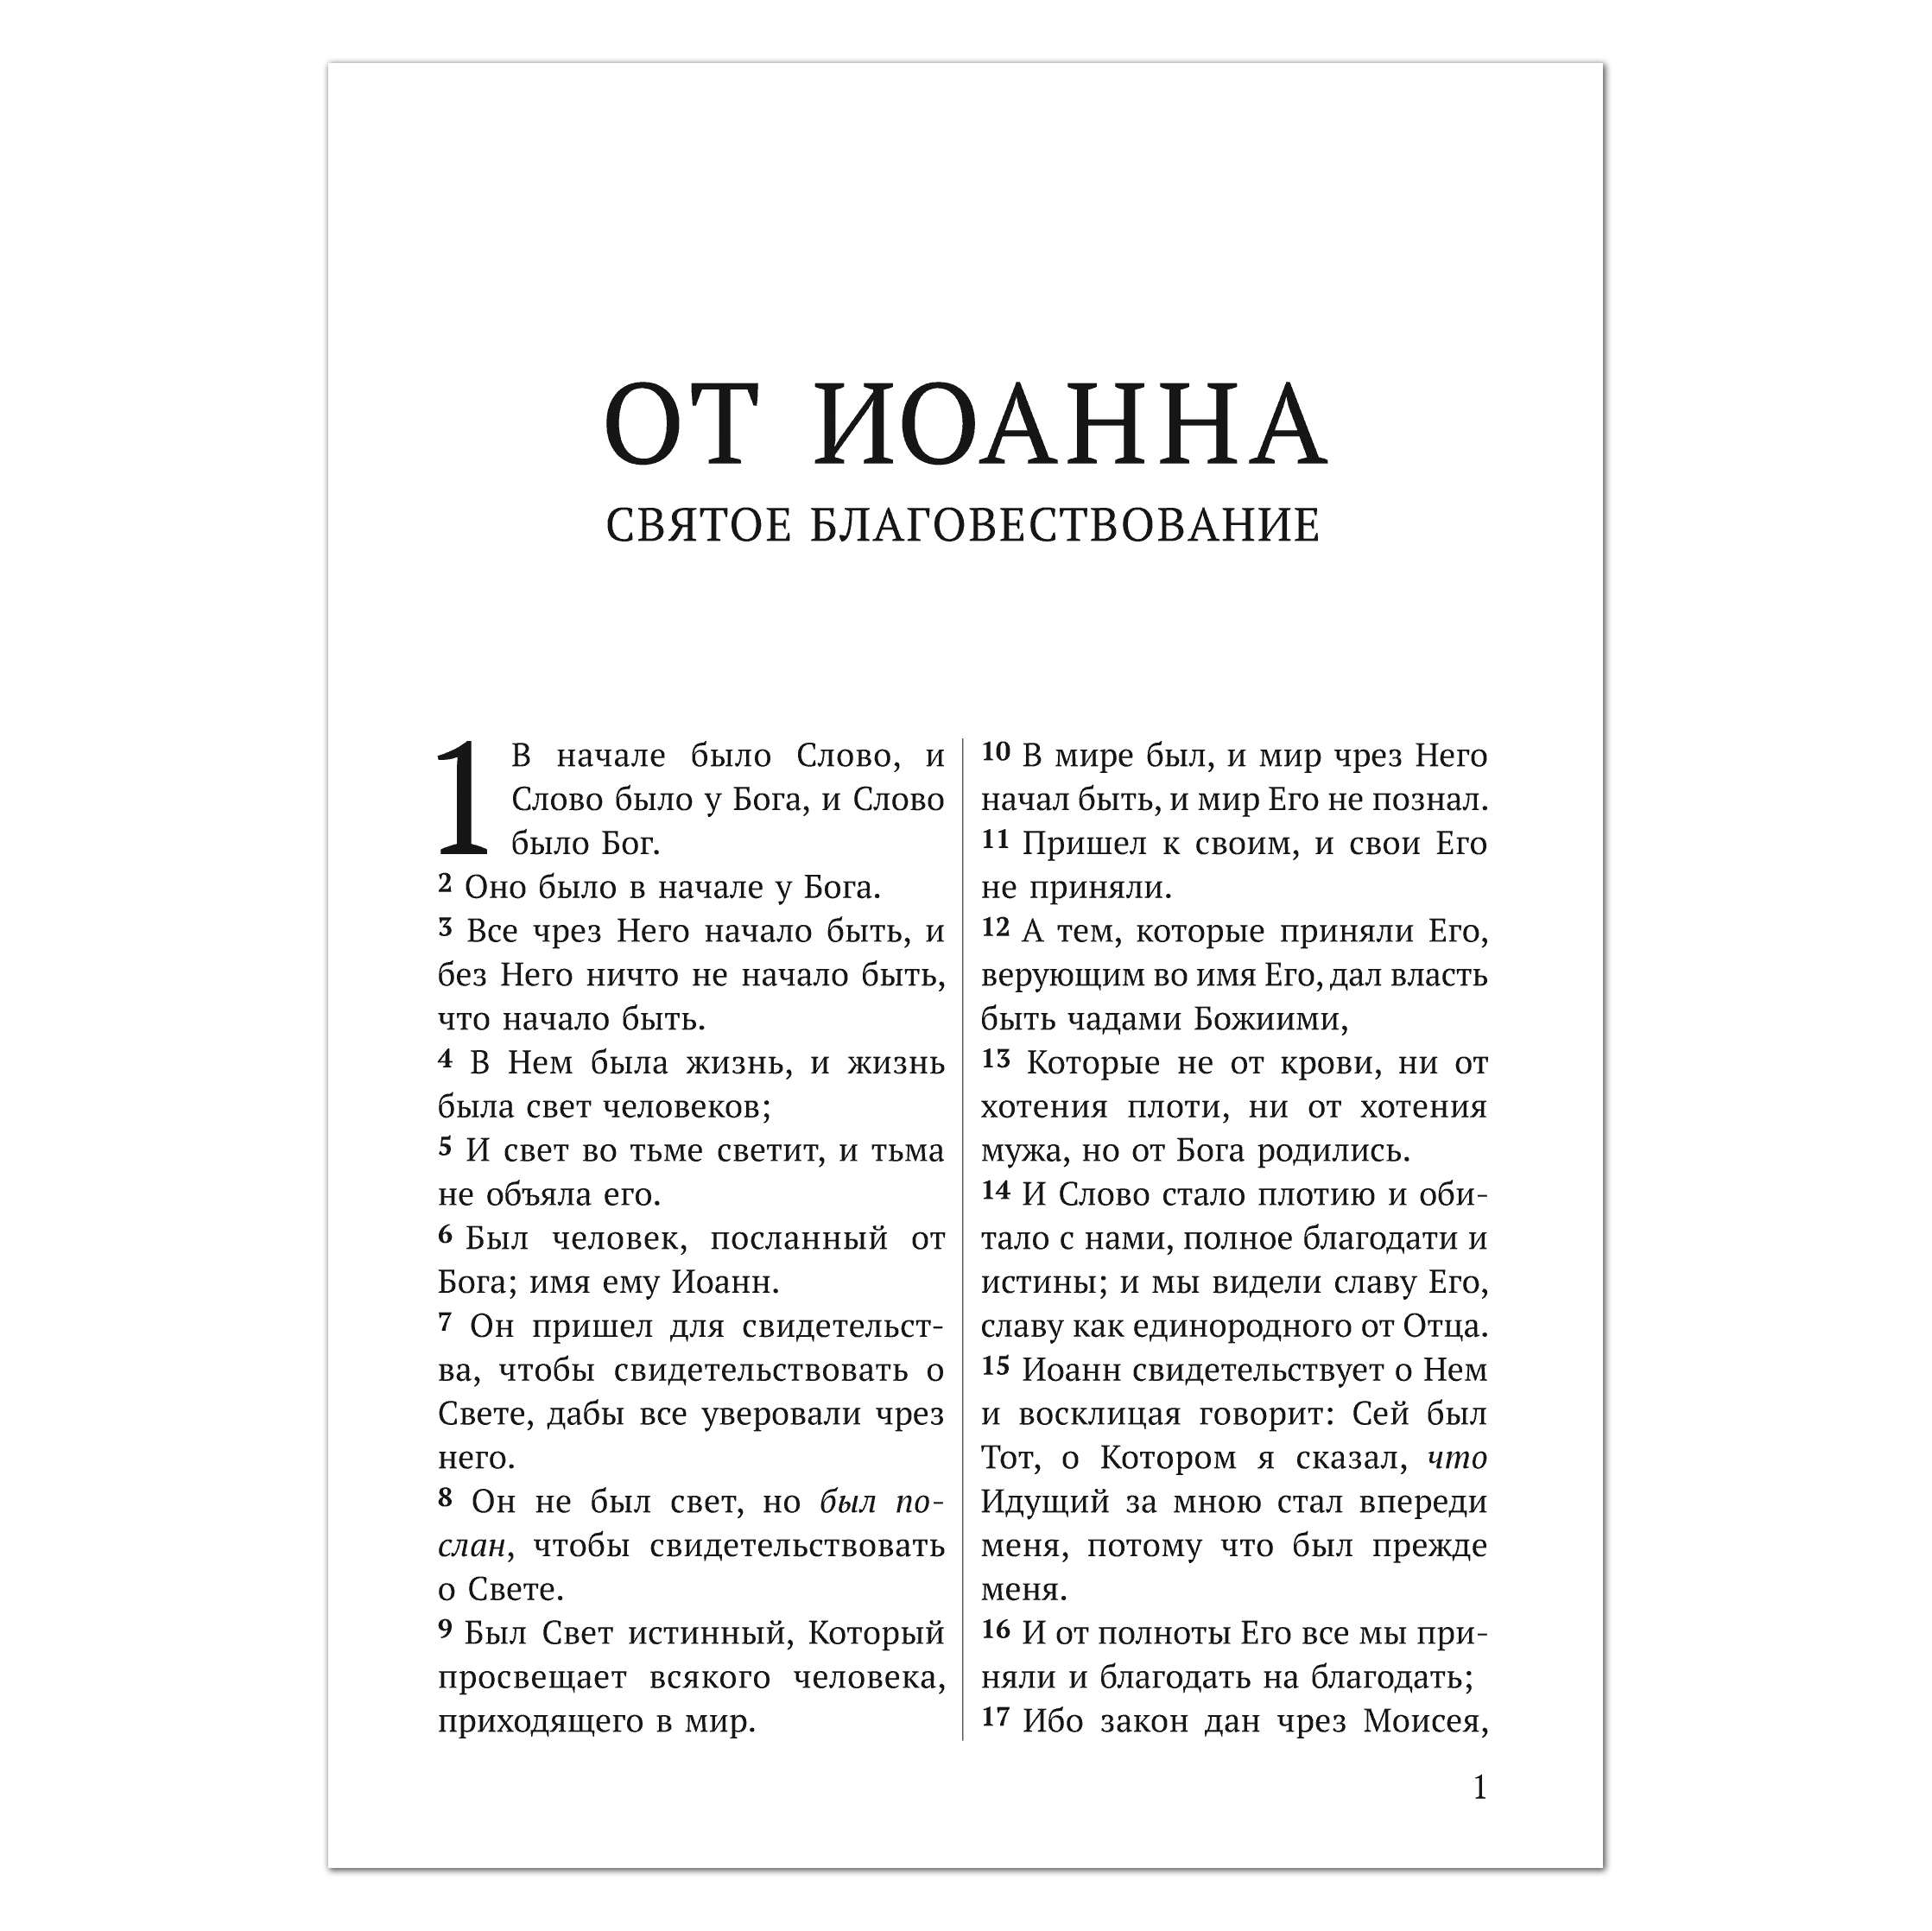 ОТ ИОАННА
СВЯТОЕ БЛАГОВЕСТВОВАНИЕ
1 В начале было Слово, и
Слово было у Бога, и Слово
было Бог.
2 Оно было в начале у Бога.
3 Все чрез Него начало быть, и
без Него ничто не начало быть,
что начало быть.
4 В Нем была жизнь, и жизнь
была свет человеков;
5 И свет во тьме светит, и тьма
не объяла его.
6 Был человек, посланный от
Бога; имя ему Иоанн.
7 Он пришел для свидетельст-
ва, чтобы свидетельствовать о
Свете, дабы все уверовали чрез
него.
8 Он не был свет, но был по-
слан, чтобы свидетельствовать
о Свете.
9 Был Свет истинный, Который
просвещает всякого человека,
приходящего в мир.
10 В мире был, и мир чрез Него
начал быть, и мир Его не познал.
11 Пришел к своим, и свои Его
не приняли.
12 А тем, которые приняли Его,
верующим во имя Его, дал власть
быть чадами Божиими,
13 Которые не от крови, ни от
хотения плоти, ни от хотения
мужа, но от Бога родились.
14 И Слово стало плотию и оби-
тало с нами, полное благодати и
истины; и мы видели славу Его,
славу как единородного от Отца.
15 Иоанн свидетельствует о Нем
и восклицая говорит: Сей был
Тот, о Котором я сказал, что
Идущий за мною стал впереди
меня, потому что был прежде
меня.
16 И от полноты Его все мы при-
няли и благодать на благодать;
17 Ибо закон дан чрез Моисея,
1